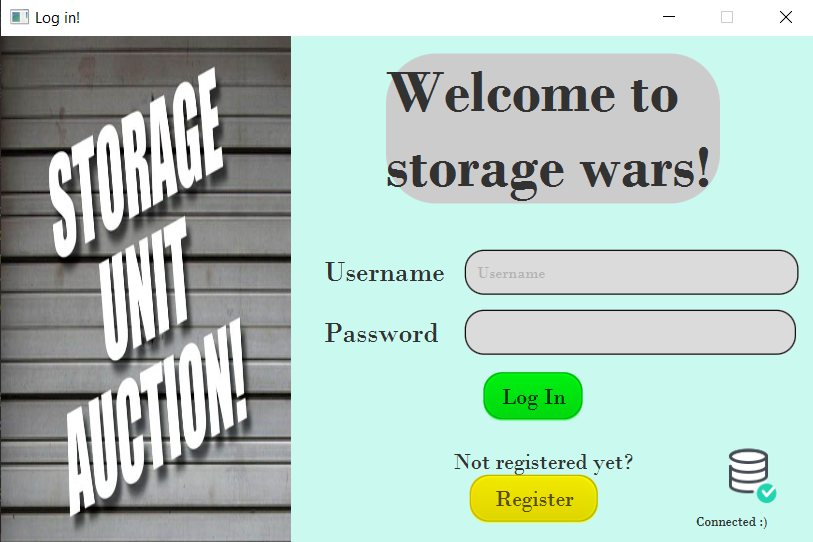 Log in!
STORAGE
UNIT
AUCTION!
Welcome to
storage wars!
Username
Username
Password
Log In
Not registered yet?
Register
Connected :)